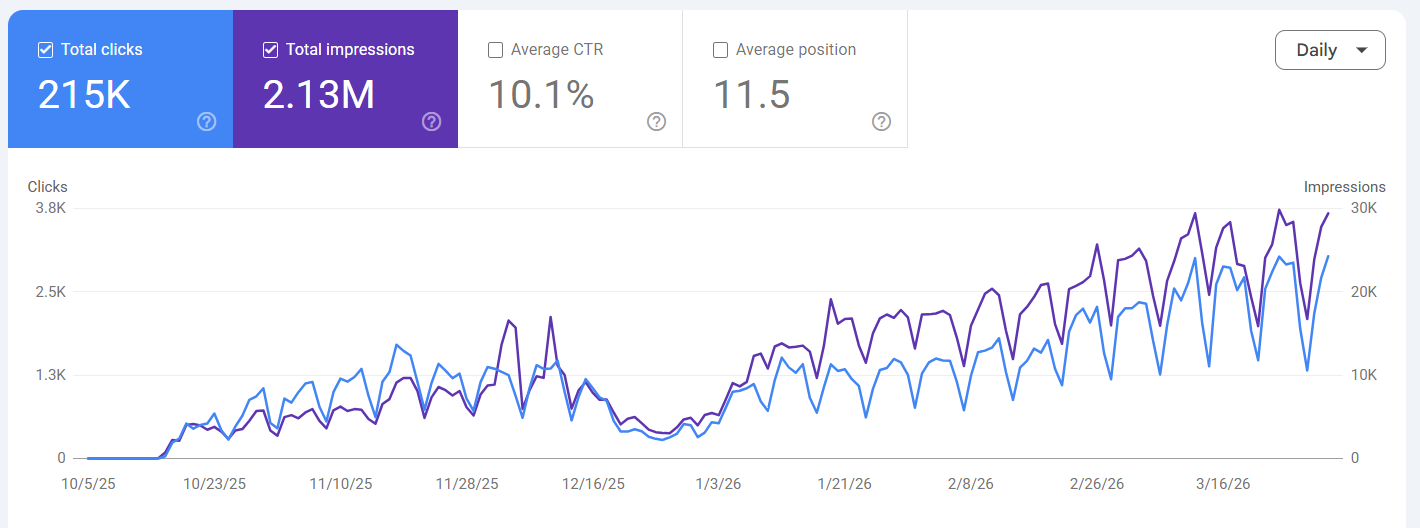 Total clicks
215K
Total impressions
2.13M
Average CTR
10.1%
Average position
11.5
Daily
Clicks
Impressions
3.8K
30K
2.5K
20K
1.3K
10K
0
0
10/5/25
10/23/25
11/10/25
11/28/25
12/16/25
1/3/26
1/21/26
2/8/26
2/26/26
3/16/26